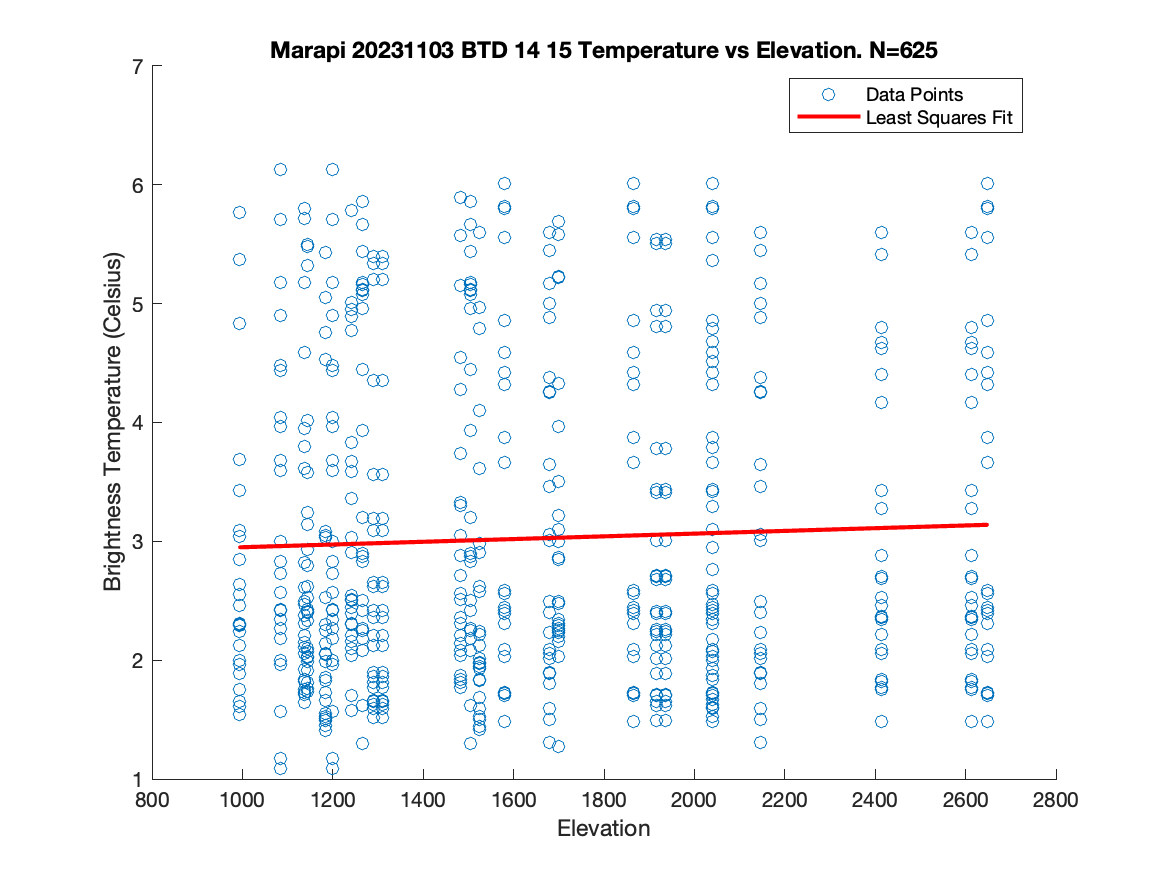 Marapi 20231103 BTD 14 15 Temperature vs Elevation. N=625
Data Points
Least Squares Fit
7
6
5
4
3
2
1
Brightness Temperature (Celsius)
800 1000 1200 1400 1600 1800 2000 2200 2400 2600 2800
Elevation